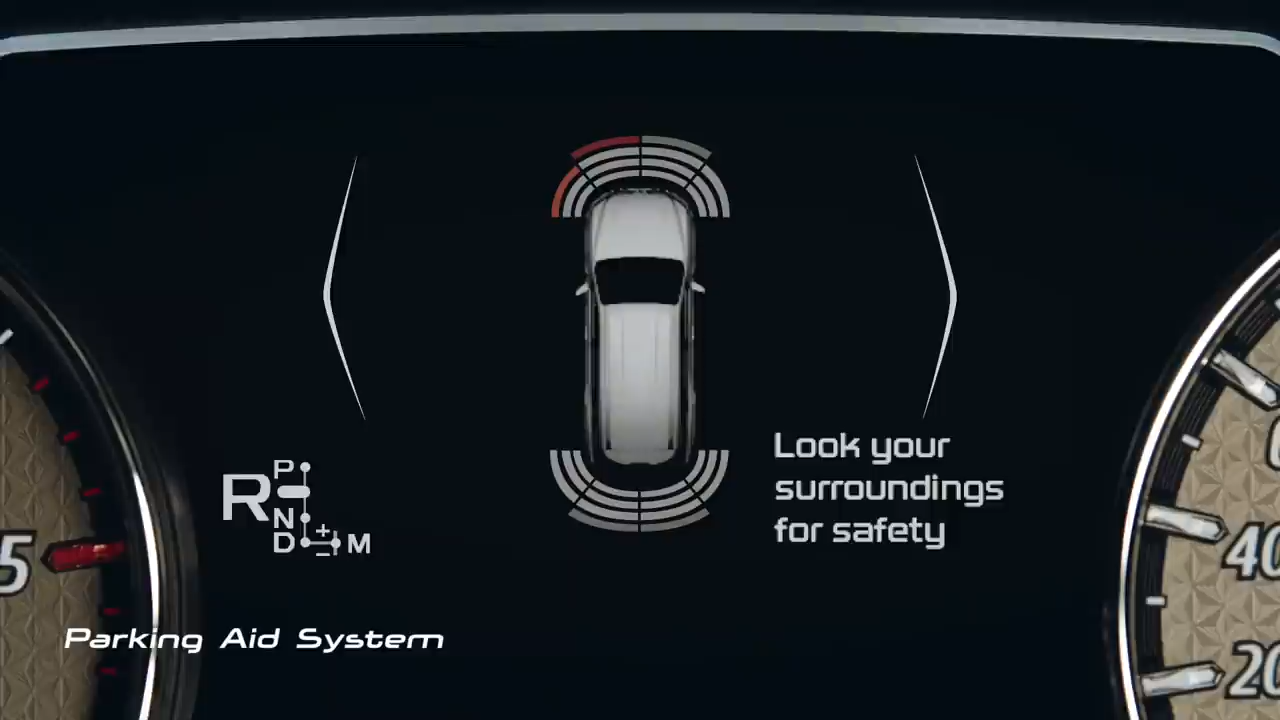 P
R
N
D
+
−
M
Look your
surroundings
for safety
5
40
20
Parking Aid System